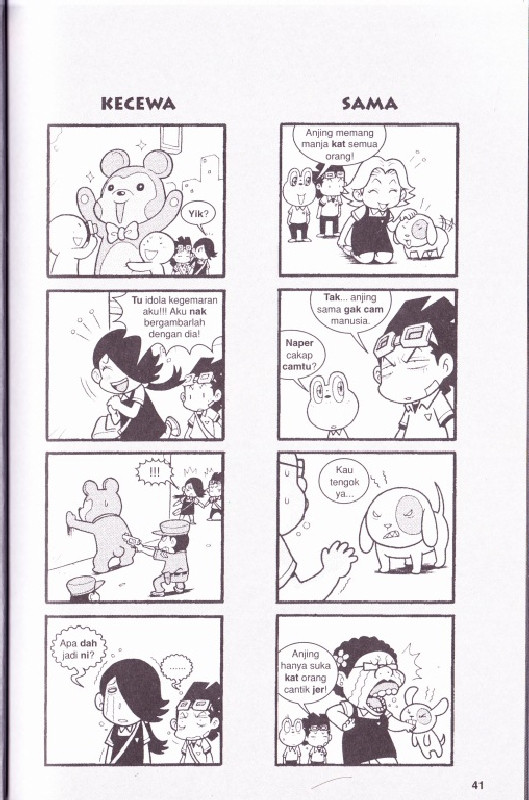 KECEWA
Yik?
Tu idola kegemaran
aku!!! Aku nak
bergambarlah
dengan dia!
!!!
Apa dah
jadi ni?
......
SAMA
Anjing memang
manja kat semua
orang!
Tak... anjing
sama gak cam
manusia.
Naper
cakap
camtu?
Kau
tengok
ya...
Anjing
hanya suka
kat orang
cantik jer!
41